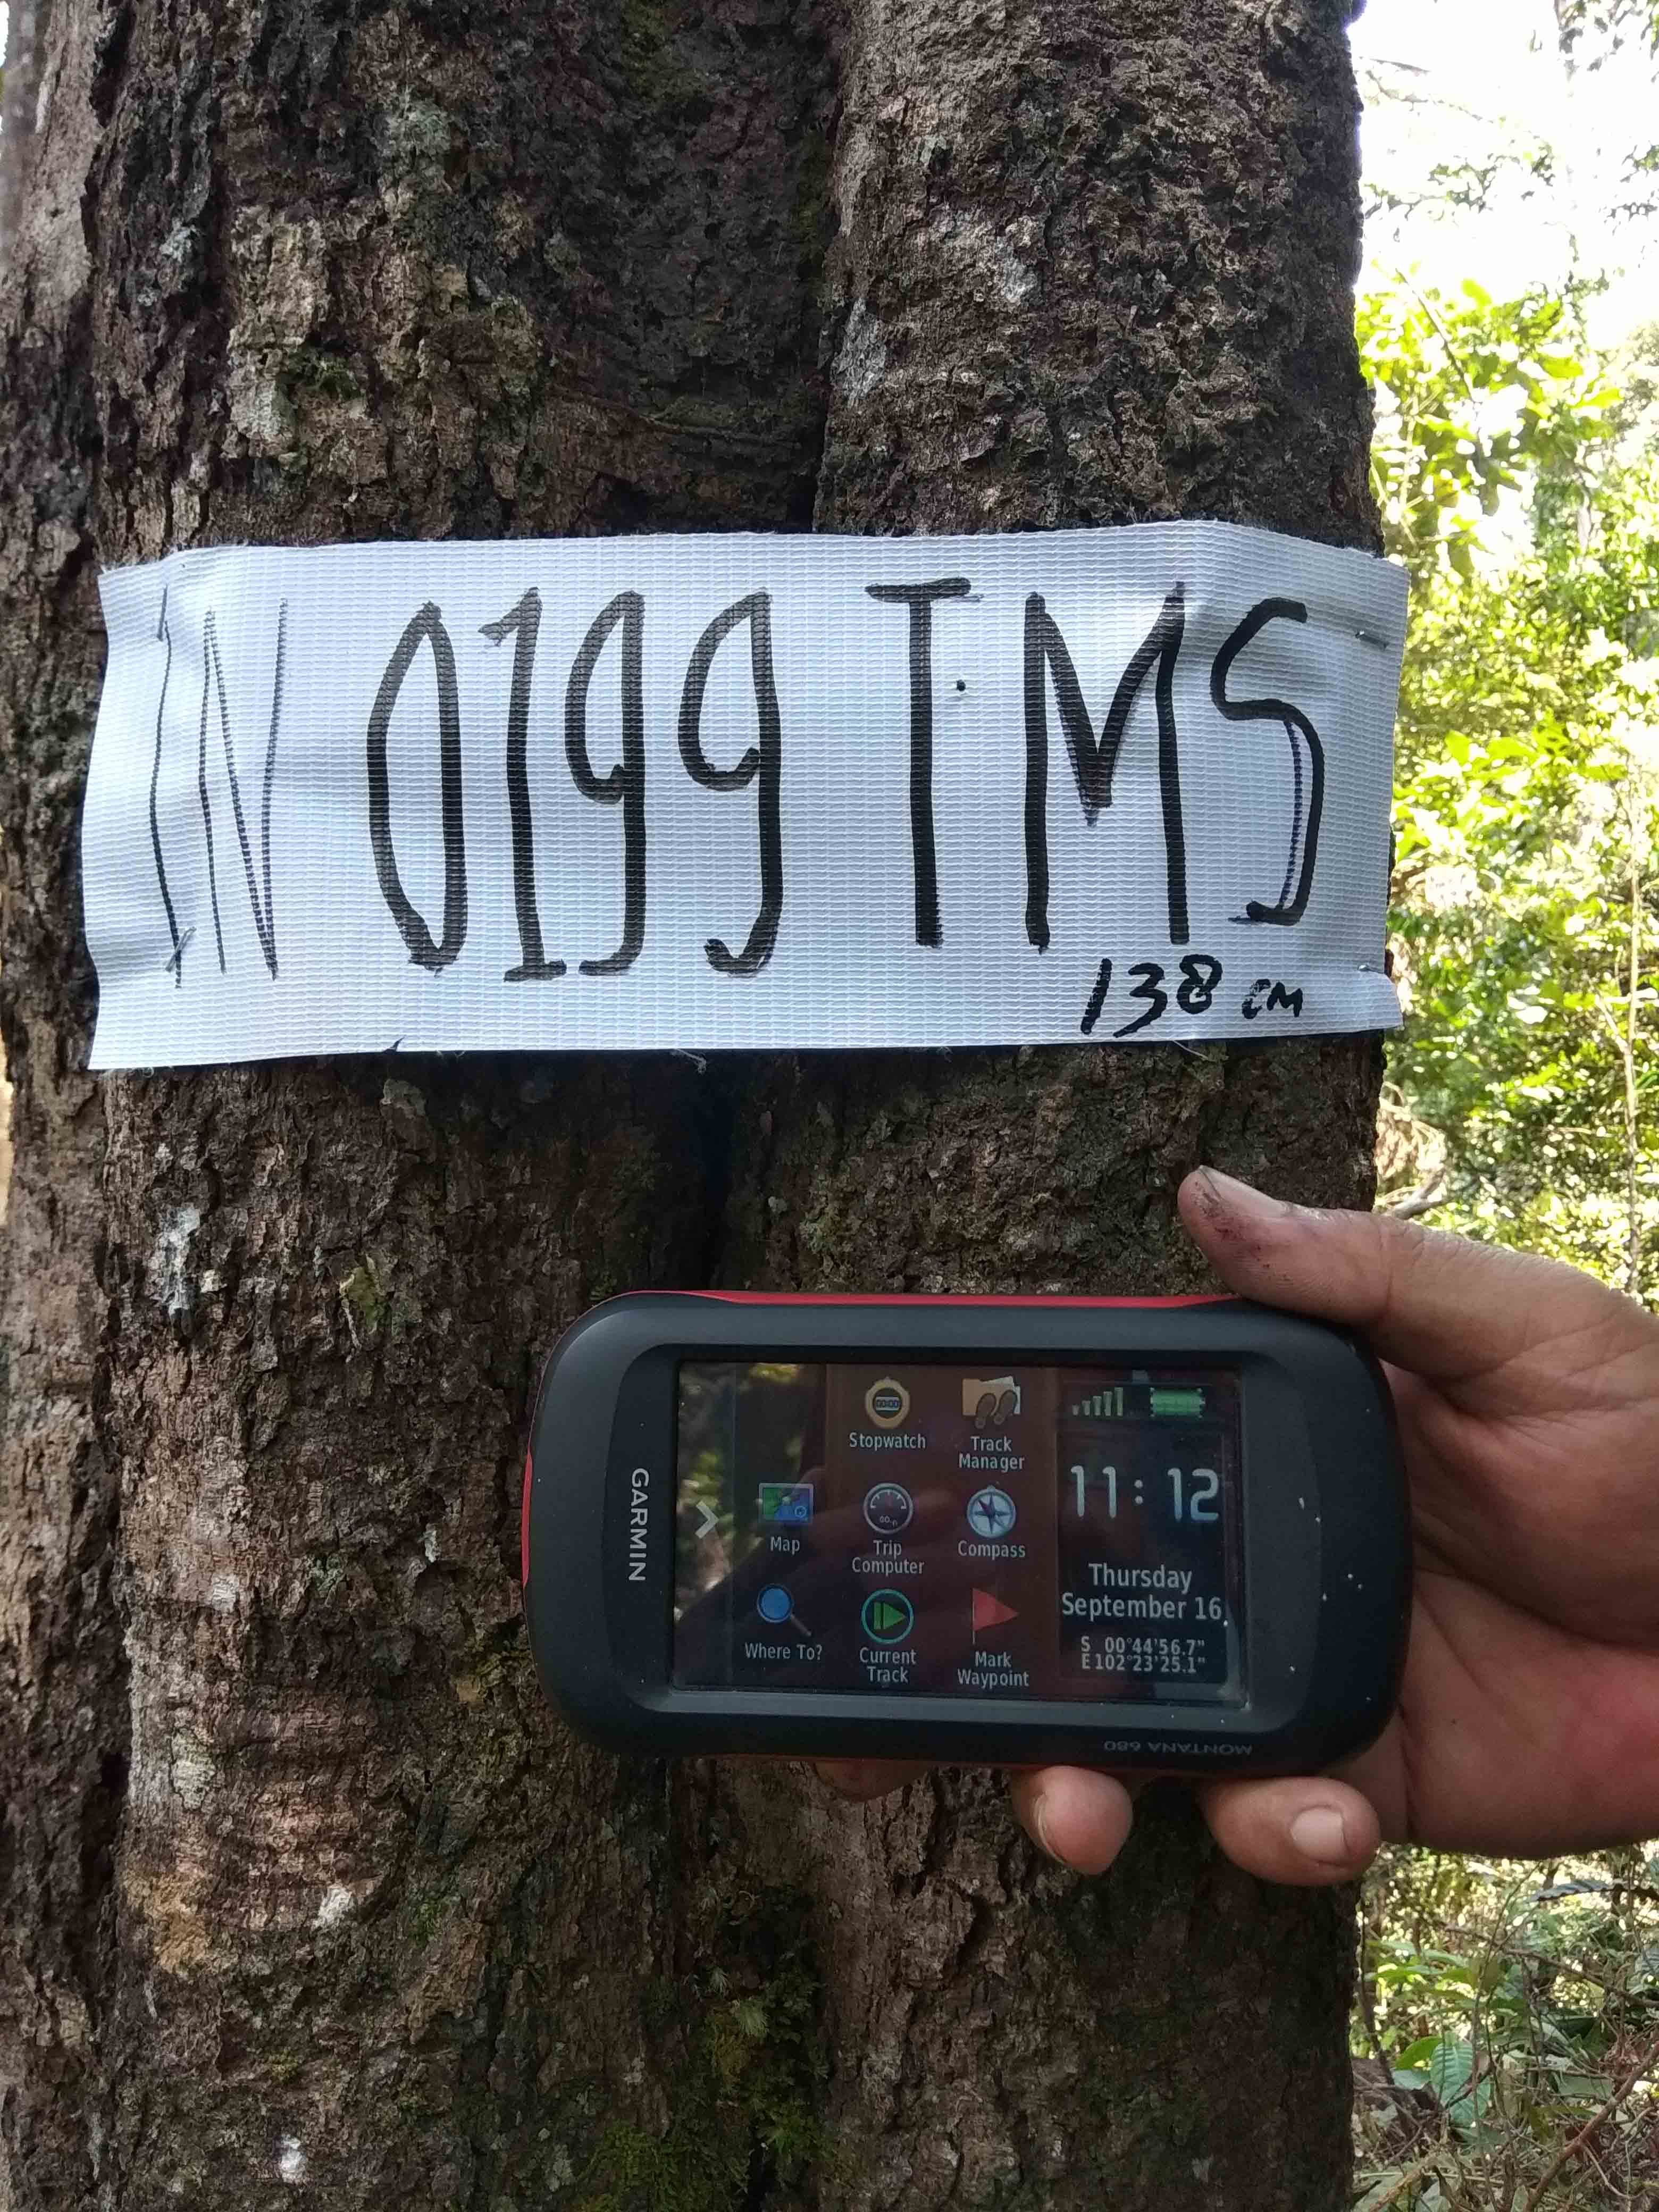 IN 0199 TMS
138 CM
GARMIN
Stopwatch
Track
Manager
Map
Trip
Computer
Compass
Where To?
Current
Track
Mark
Waypoint
11:12
Thursday
September 16
S 00°44'56.7"
E102°23'25.1"
MONTANA 680